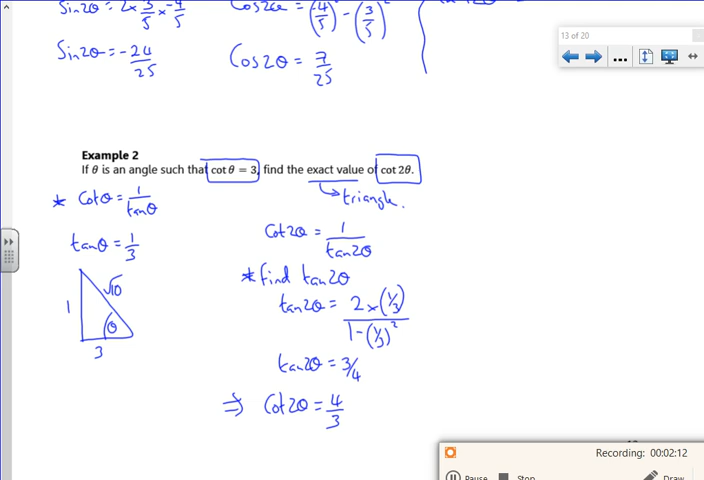 Sin2θ = 2 × 3/5 × -4/5
Sin2θ = -24/25
= (-4/5)² - (3/5)²
Cos2θ = 7/25
13 of 20
Example 2
If θ is an angle such that cot θ = 3, find the exact value of cot 2θ.
triangle.
* Cotθ = 1/tanθ
tanθ = 1/3
1
√10
θ
3
Cot2θ = 1/tan2θ
* find tan2θ
tan2θ = 2×(1/3)/1-(1/3)²
tan2θ = 3/4
⇒ Cot2θ = 4/3
Recording: 00:02:12
Pause
Stop
Draw